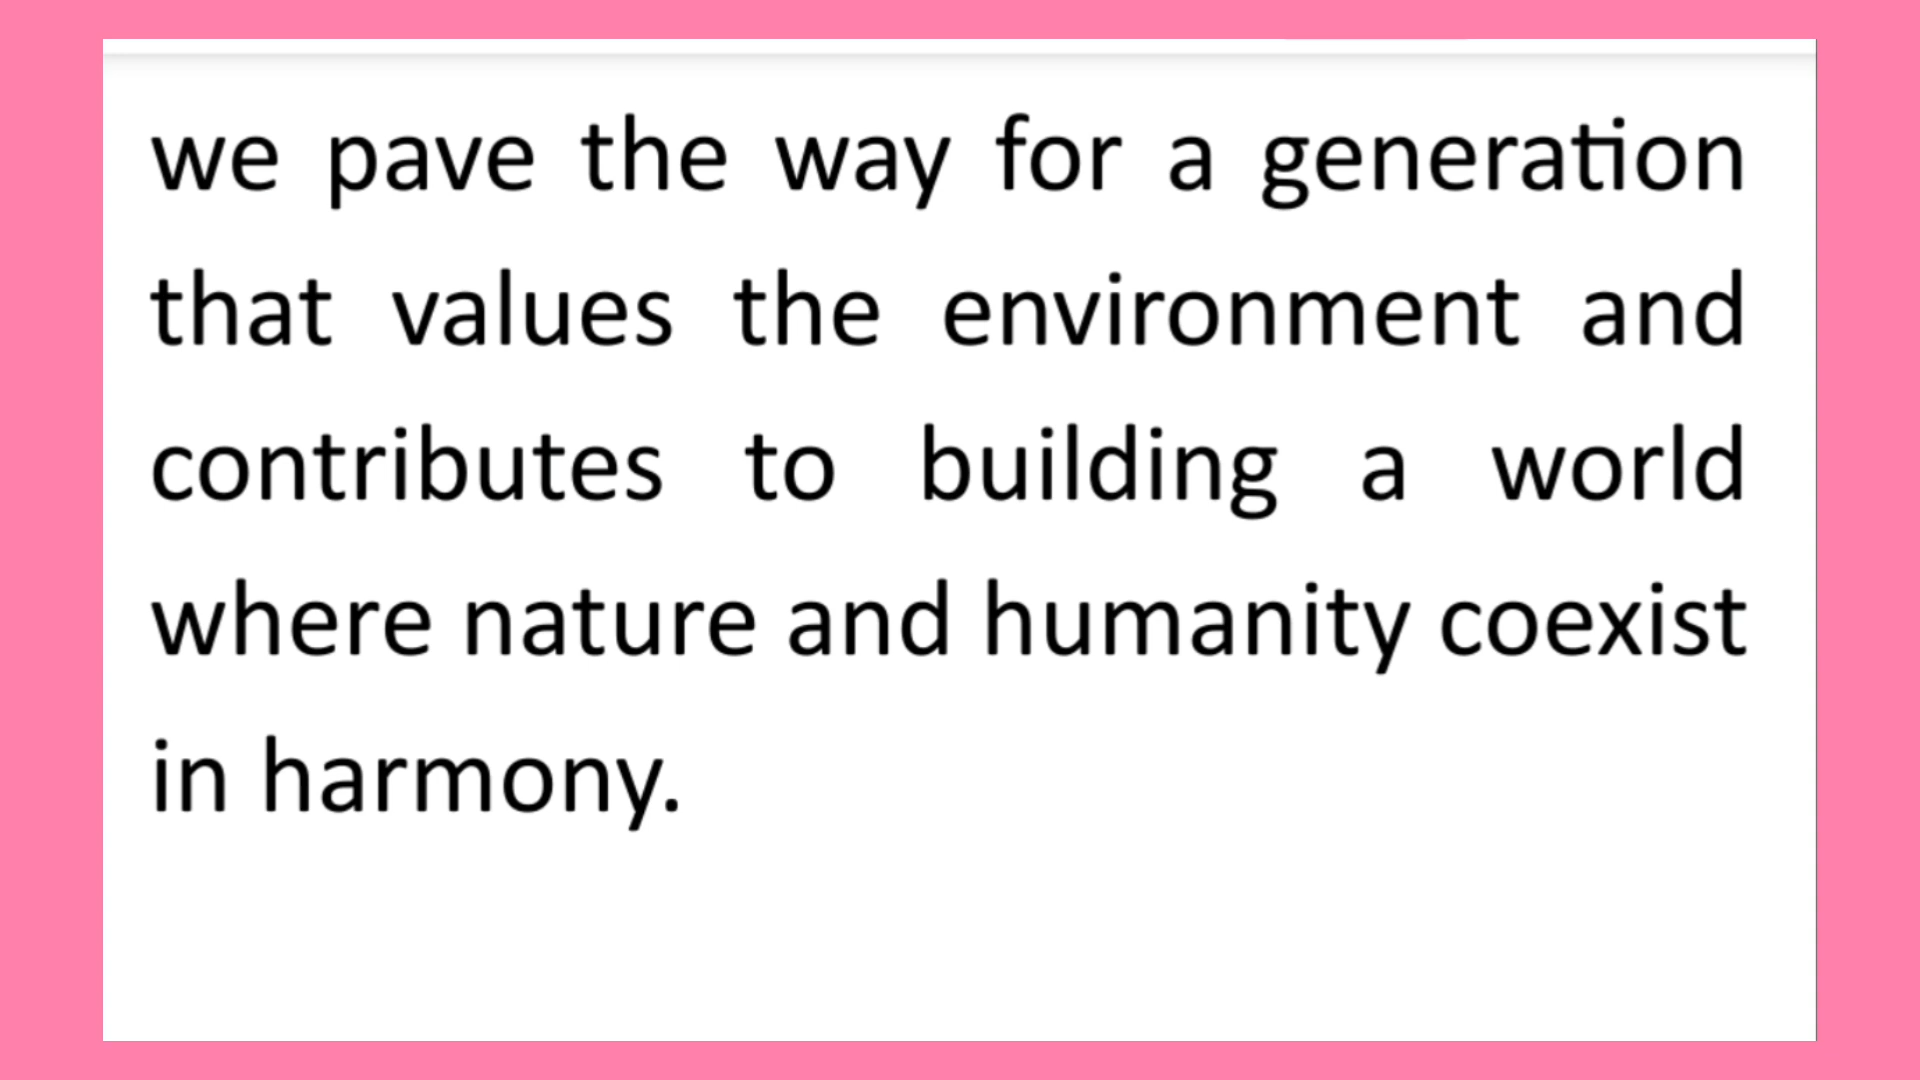 we pave the way for a generation
that values the environment and
contributes to building a world
where nature and humanity coexist
in harmony.